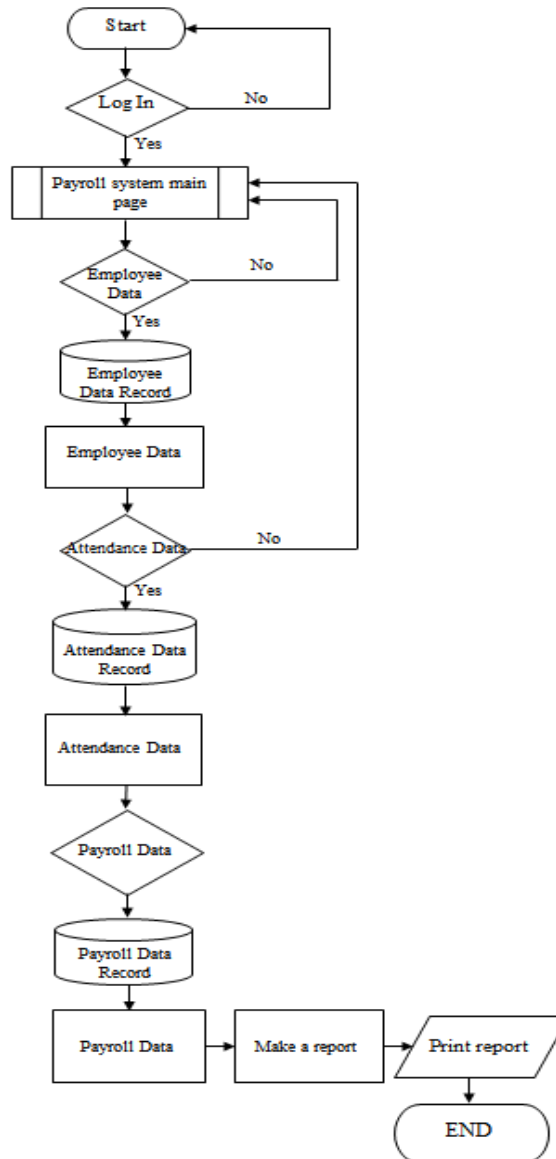 Start
Log In
No
Yes
Payroll system main
page
Employee
Data
No
Yes
Employee
Data Record
Employee Data
Attendance Data
No
Yes
Attendance Data
Record
Attendance Data
Payroll Data
Payroll Data
Record
Payroll Data
Make a report
Print report
END